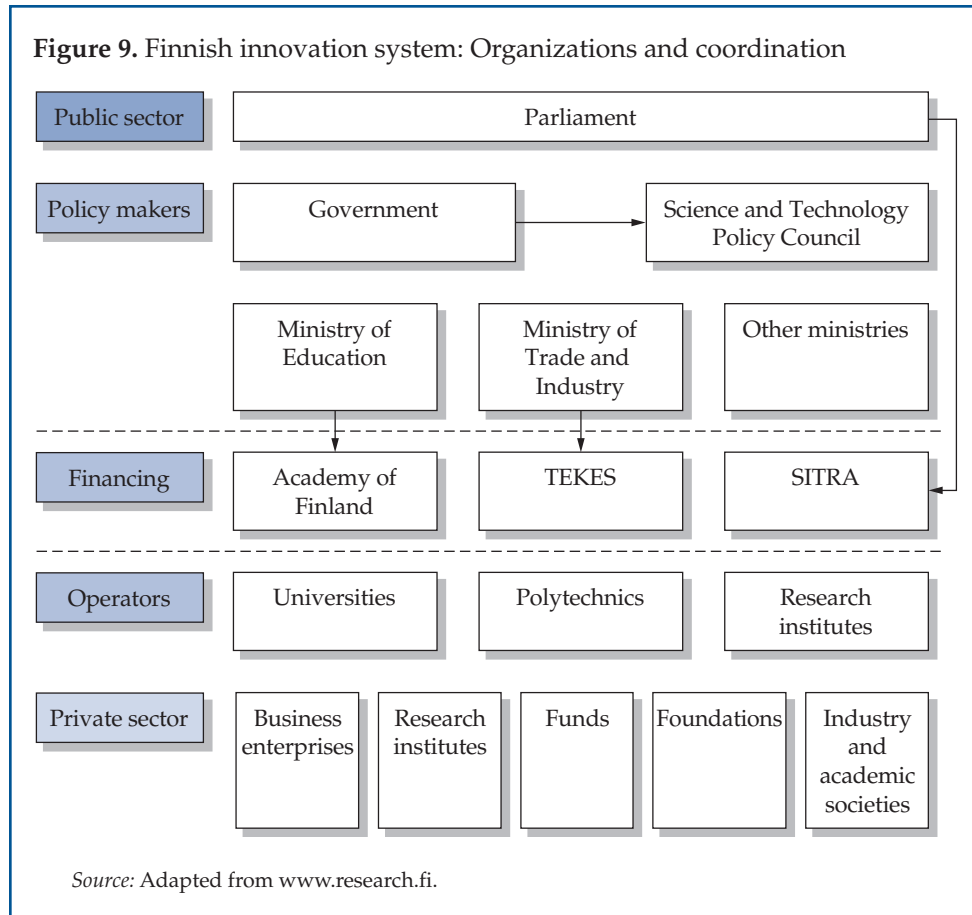 Figure 9. Finnish innovation system: Organizations and coordination
Public sector
Parliament
Policy makers
Government
Science and Technology
Policy Council
Ministry of
Education
Ministry of
Trade and
Industry
Other ministries
Financing
Academy of
Finland
TEKES
SITRA
Operators
Universities
Polytechnics
Research
institutes
Private sector
Business
enterprises
Research
institutes
Funds
Foundations
Industry
and
academic
societies
Source: Adapted from www.research.fi.